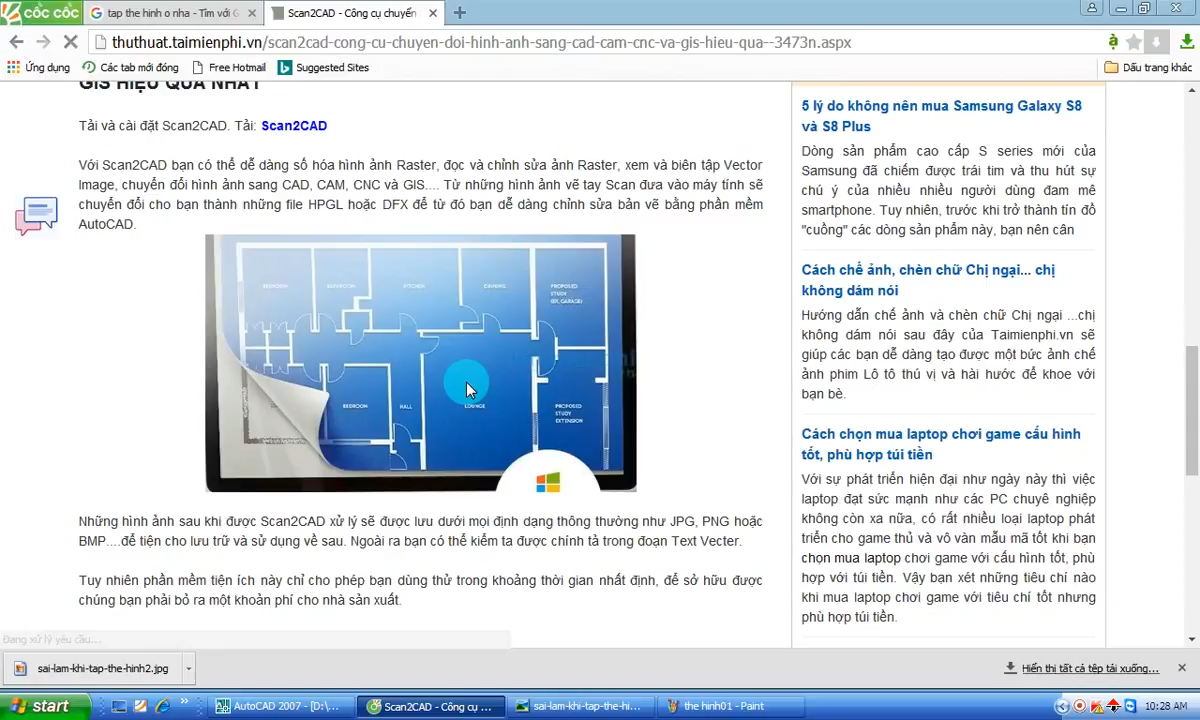 cốc cốc
tap the hinh o nha - Tìm với G
Scan2CAD - Công cụ chuyển
thuthuat.taimienphi.vn/scan2cad-cong-cu-chuyen-doi-hinh-anh-sang-cad-cam-cnc-va-gis-hieu-qua--3473n.aspx
Ứng dụng
Các tab mới đóng
Free Hotmail
Suggested Sites
Dấu trang khác
GIS HIỆU QUẢ NHẤT
Tải và cài đặt Scan2CAD. Tải: Scan2CAD
Với Scan2CAD bạn có thể dễ dàng số hóa hình ảnh Raster, đọc và chỉnh sửa ảnh Raster, xem và biên tập Vector
Image, chuyển đổi hình ảnh sang CAD, CAM, CNC và GIS.... Từ những hình ảnh vẽ tay Scan đưa vào máy tính sẽ
chuyển đổi cho bạn thành những file HPGL hoặc DFX để từ đó bạn dễ dàng chỉnh sửa bản vẽ bằng phần mềm
AutoCAD.
BEDROOM
KITCHEN
DINNING
PROPOSED
STUDY
(EX, GARAGE)
BEDROOM
HALL
LOUNGE
PROPOSED
STUDY
EXTENSION
Những hình ảnh sau khi được Scan2CAD xử lý sẽ được lưu dưới mọi định dạng thông thường như JPG, PNG hoặc
BMP....để tiện cho lưu trữ và sử dụng về sau. Ngoài ra bạn có thể kiểm ta được chính tả trong đoạn Text Vecter.
Tuy nhiên phần mềm tiện ích này chỉ cho phép bạn dùng thử trong khoảng thời gian nhất định, để sở hữu được
chúng bạn phải bỏ ra một khoản phí cho nhà sản xuất.
5 lý do không nên mua Samsung Galaxy S8
và S8 Plus
Dòng sản phẩm cao cấp S series mới của
Samsung đã chiếm được trái tim và thu hút sự
chú ý của nhiều nhiều người dùng đam mê
smartphone. Tuy nhiên, trước khi trở thành tín đồ
"cuồng" các dòng sản phẩm này, bạn nên cân
Cách chế ảnh, chèn chữ Chị ngại... chị
không dám nói
Hướng dẫn chế ảnh và chèn chữ Chị ngại ...chị
không dám nói sau đây của Taimienphi.vn sẽ
giúp các bạn dễ dàng tạo được một bức ảnh chế
ảnh phim Lô tô thú vị và hài hước để khoe với
bạn bè.
Cách chọn mua laptop chơi game cấu hình
tốt, phù hợp túi tiền
Với sự phát triển hiện đại như ngày này thì việc
laptop đạt sức mạnh như các PC chuyê nghiệp
không còn xa nữa, có rất nhiều loại laptop phát
triển cho game thủ và vô vàn mẫu mã tốt khi bạn
chọn mua laptop chơi game với cấu hình tốt, phù
hợp với túi tiền. Vậy bạn xét những tiêu chí nào
khi mua laptop chơi game với tiêu chí tốt nhưng
phù hợp túi tiền.
Đang xử lý yêu cầu...
sai-lam-khi-tap-the-hinh2.jpg
Hiển thị tất cả tệp tải xuống...
start
AutoCAD 2007 - [D:\...
Scan2CAD - Công cụ ...
sai-lam-khi-tap-the-hi...
the hinh01 - Paint
10:28 AM